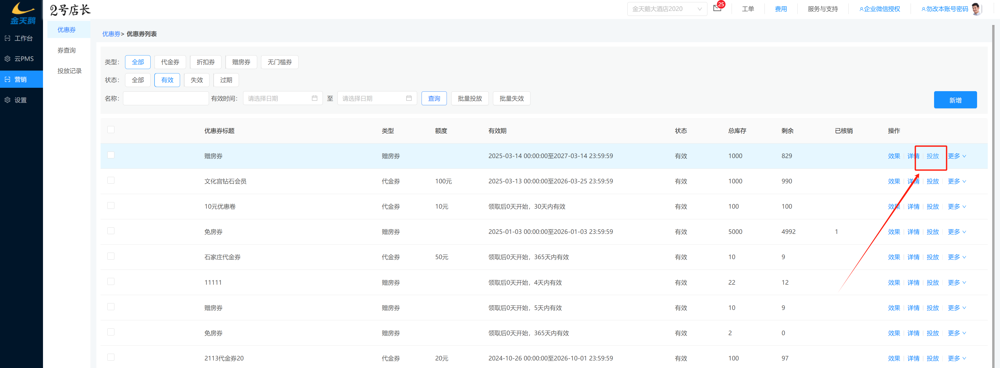 金天鹅
2号店长
金天鹅大酒店2020
25
工单
费用
服务与支持
企业微信授权
勿改本账号密码
工作台
云PMS
营销
设置
优惠券
券查询
投放记录
优惠券> 优惠券列表
类型： 全部 代金券 折扣券 赠房券 无门槛券
状态： 全部 有效 失效 过期
名称： 有效时间： 请选择日期 至 请选择日期 查询 批量投放 批量失效
新增
优惠券标题 类型 额度 有效期 状态 总库存 剩余 已核销 操作
赠房券 赠房券 2025-03-14 00:00:00至2027-03-14 23:59:59 有效 1000 829 效果 详情 投放 更多
文化宫钻石会员 代金券 100元 2025-03-13 00:00:00至2026-03-25 23:59:59 有效 1000 990 效果 详情 投放 更多
10元优惠卷 代金券 10元 领取后0天开始，30天内有效 有效 100 100 效果 详情 投放 更多
免房券 赠房券 2025-01-03 00:00:00至2026-01-03 23:59:59 有效 5000 4992 1 效果 详情 投放 更多
石家庄代金券 代金券 50元 领取后0天开始，365天内有效 有效 10 9 效果 详情 投放 更多
11111 赠房券 领取后0天开始，4天内有效 有效 22 12 效果 详情 投放 更多
赠房券 赠房券 领取后0天开始，5天内有效 有效 10 9 效果 详情 投放 更多
免房券 赠房券 领取后0天开始，365天内有效 有效 2 0 效果 详情 投放 更多
2113代金券20 代金券 20元 2024-10-26 00:00:00至2026-10-01 23:59:59 有效 100 97 效果 详情 投放 更多